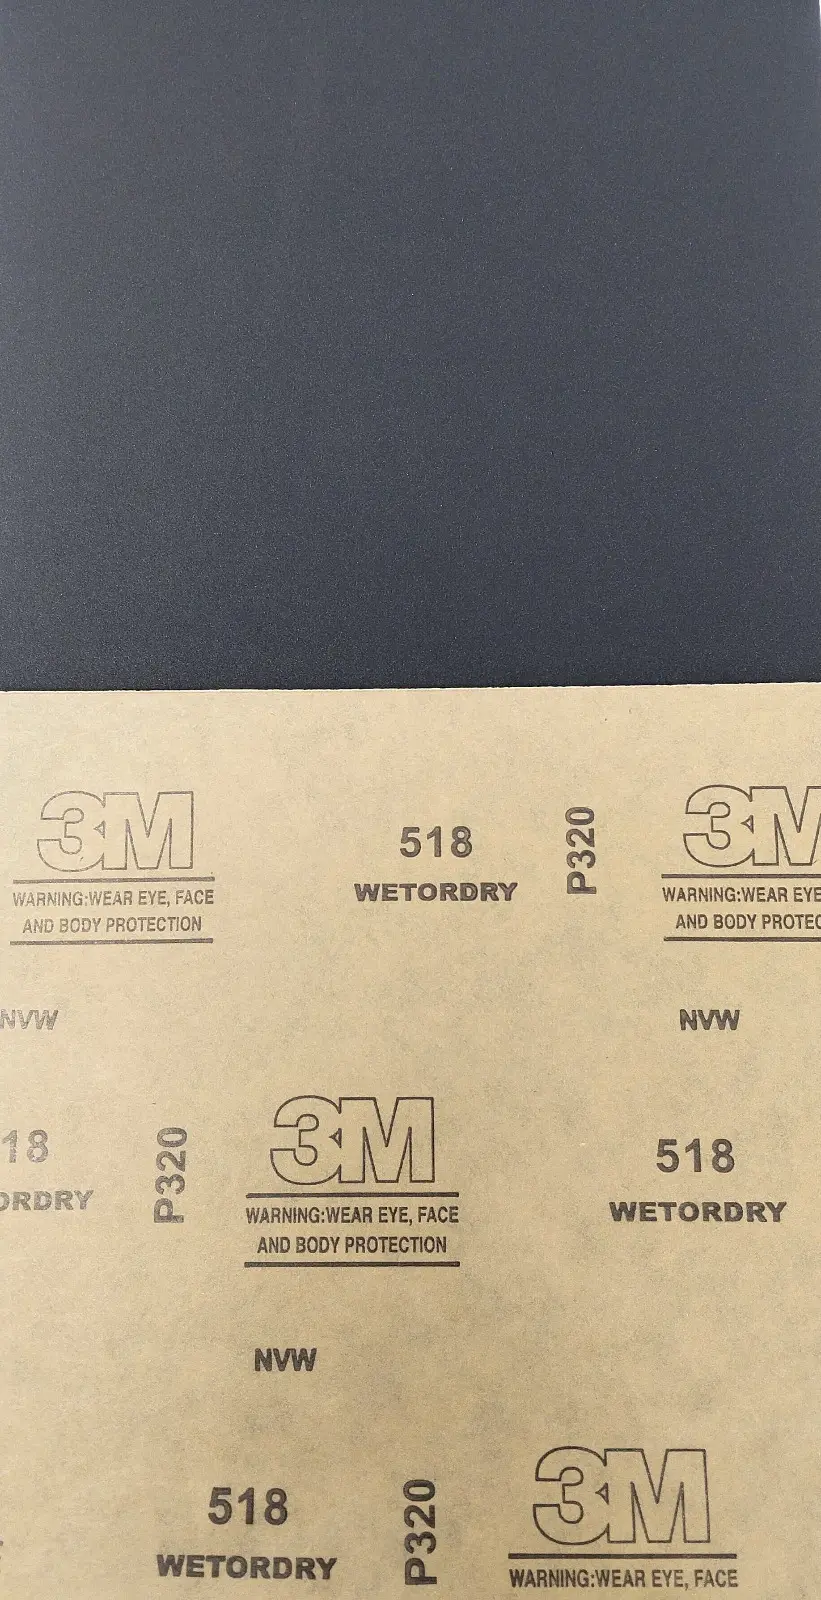 3M
WARNING:WEAR EYE, FACE
AND BODY PROTECTION
518
WETORDRY
P320
3M
WARNING:WEAR EYE
AND BODY PROTEC
NVW
NVW
18
ORDRY
P320
3M
WARNING:WEAR EYE, FACE
AND BODY PROTECTION
518
WETORDRY
NVW
518
WETORDRY
P320
3M
WARNING:WEAR EYE, FACE